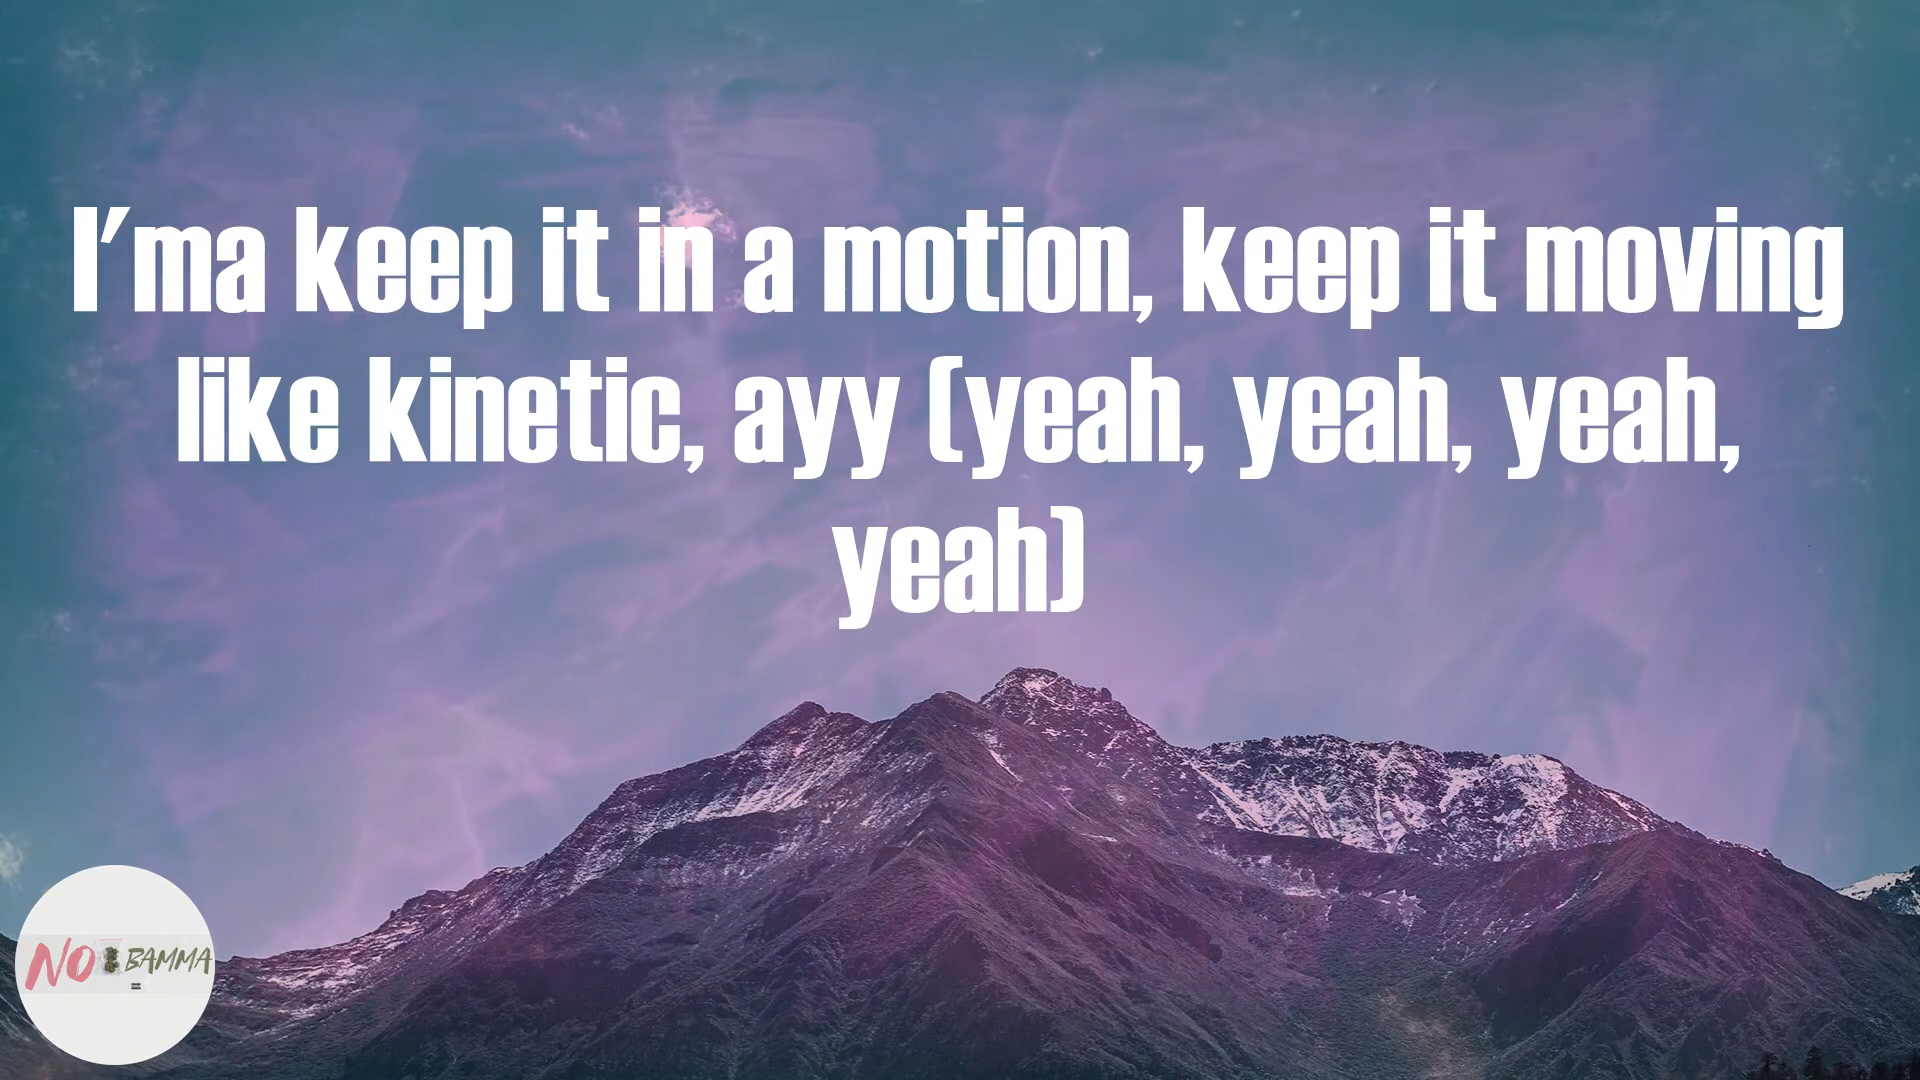 I'ma keep it in a motion, keep it moving
like kinetic, ayy (yeah, yeah, yeah,
yeah)
NO BAMMA